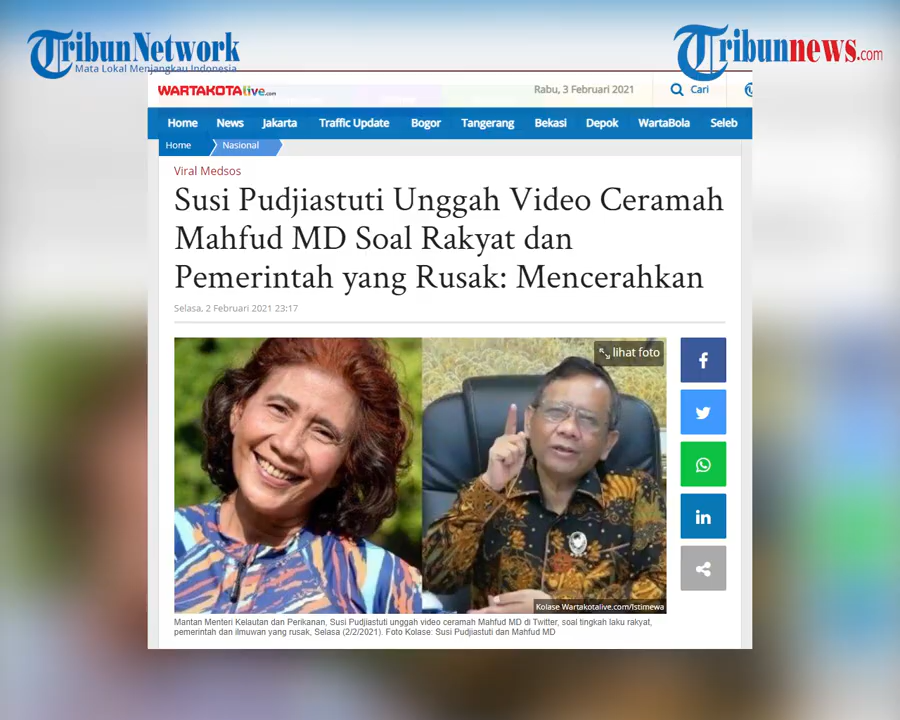 TribunNetwork
Mata Lokal Menjangkau Indonesia
Tribunnews.com
WARTAKOTAlive.com
Rabu, 3 Februari 2021
Cari
Home News Jakarta Traffic Update Bogor Tangerang Bekasi Depok WartaBola Seleb
Home Nasional
Viral Medsos
Susi Pudjiastuti Unggah Video Ceramah
Mahfud MD Soal Rakyat dan
Pemerintah yang Rusak: Mencerahkan
Selasa, 2 Februari 2021 23:17
lihat foto
Kolase Wartakotalive.com/Istimewa
Mantan Menteri Kelautan dan Perikanan, Susi Pudjiastuti unggah video ceramah Mahfud MD di Twitter, soal tingkah laku rakyat,
pemerintah dan ilmuwan yang rusak, Selasa (2/2/2021). Foto Kolase: Susi Pudjiastuti dan Mahfud MD